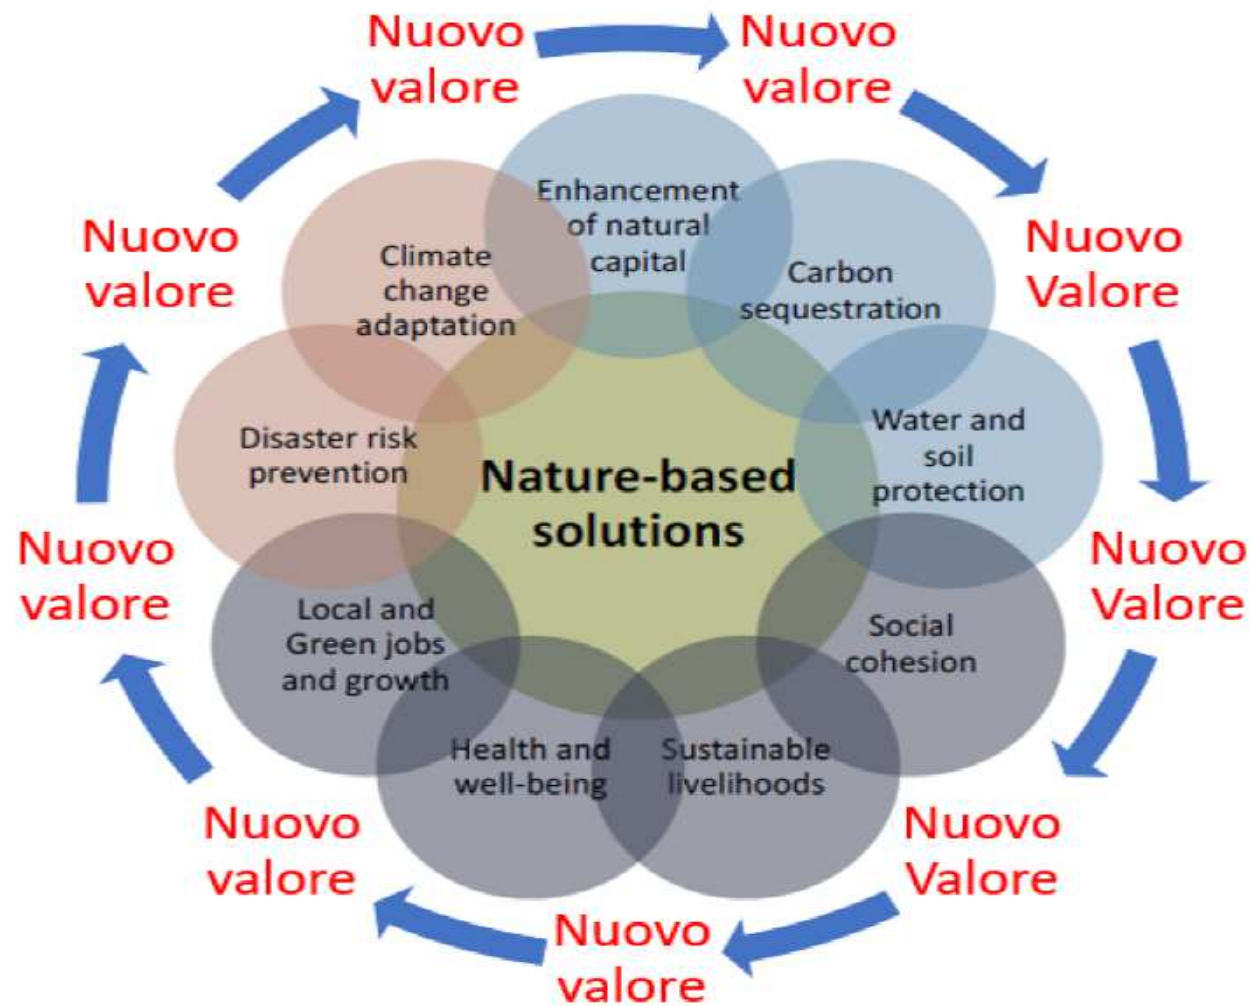 Nuovo
valore
Nuovo
valore
Nuovo
Valore
Nuovo
Valore
Nuovo
Valore
Nuovo
valore
Nuovo
valore
Nuovo
valore
Nuovo
valore
Enhancement
of natural
capital
Carbon
sequestration
Water and
soil
protection
Social
cohesion
Sustainable
livelihoods
Health and
well-being
Local and
Green jobs
and growth
Disaster risk
prevention
Climate
change
adaptation
Nature-based
solutions